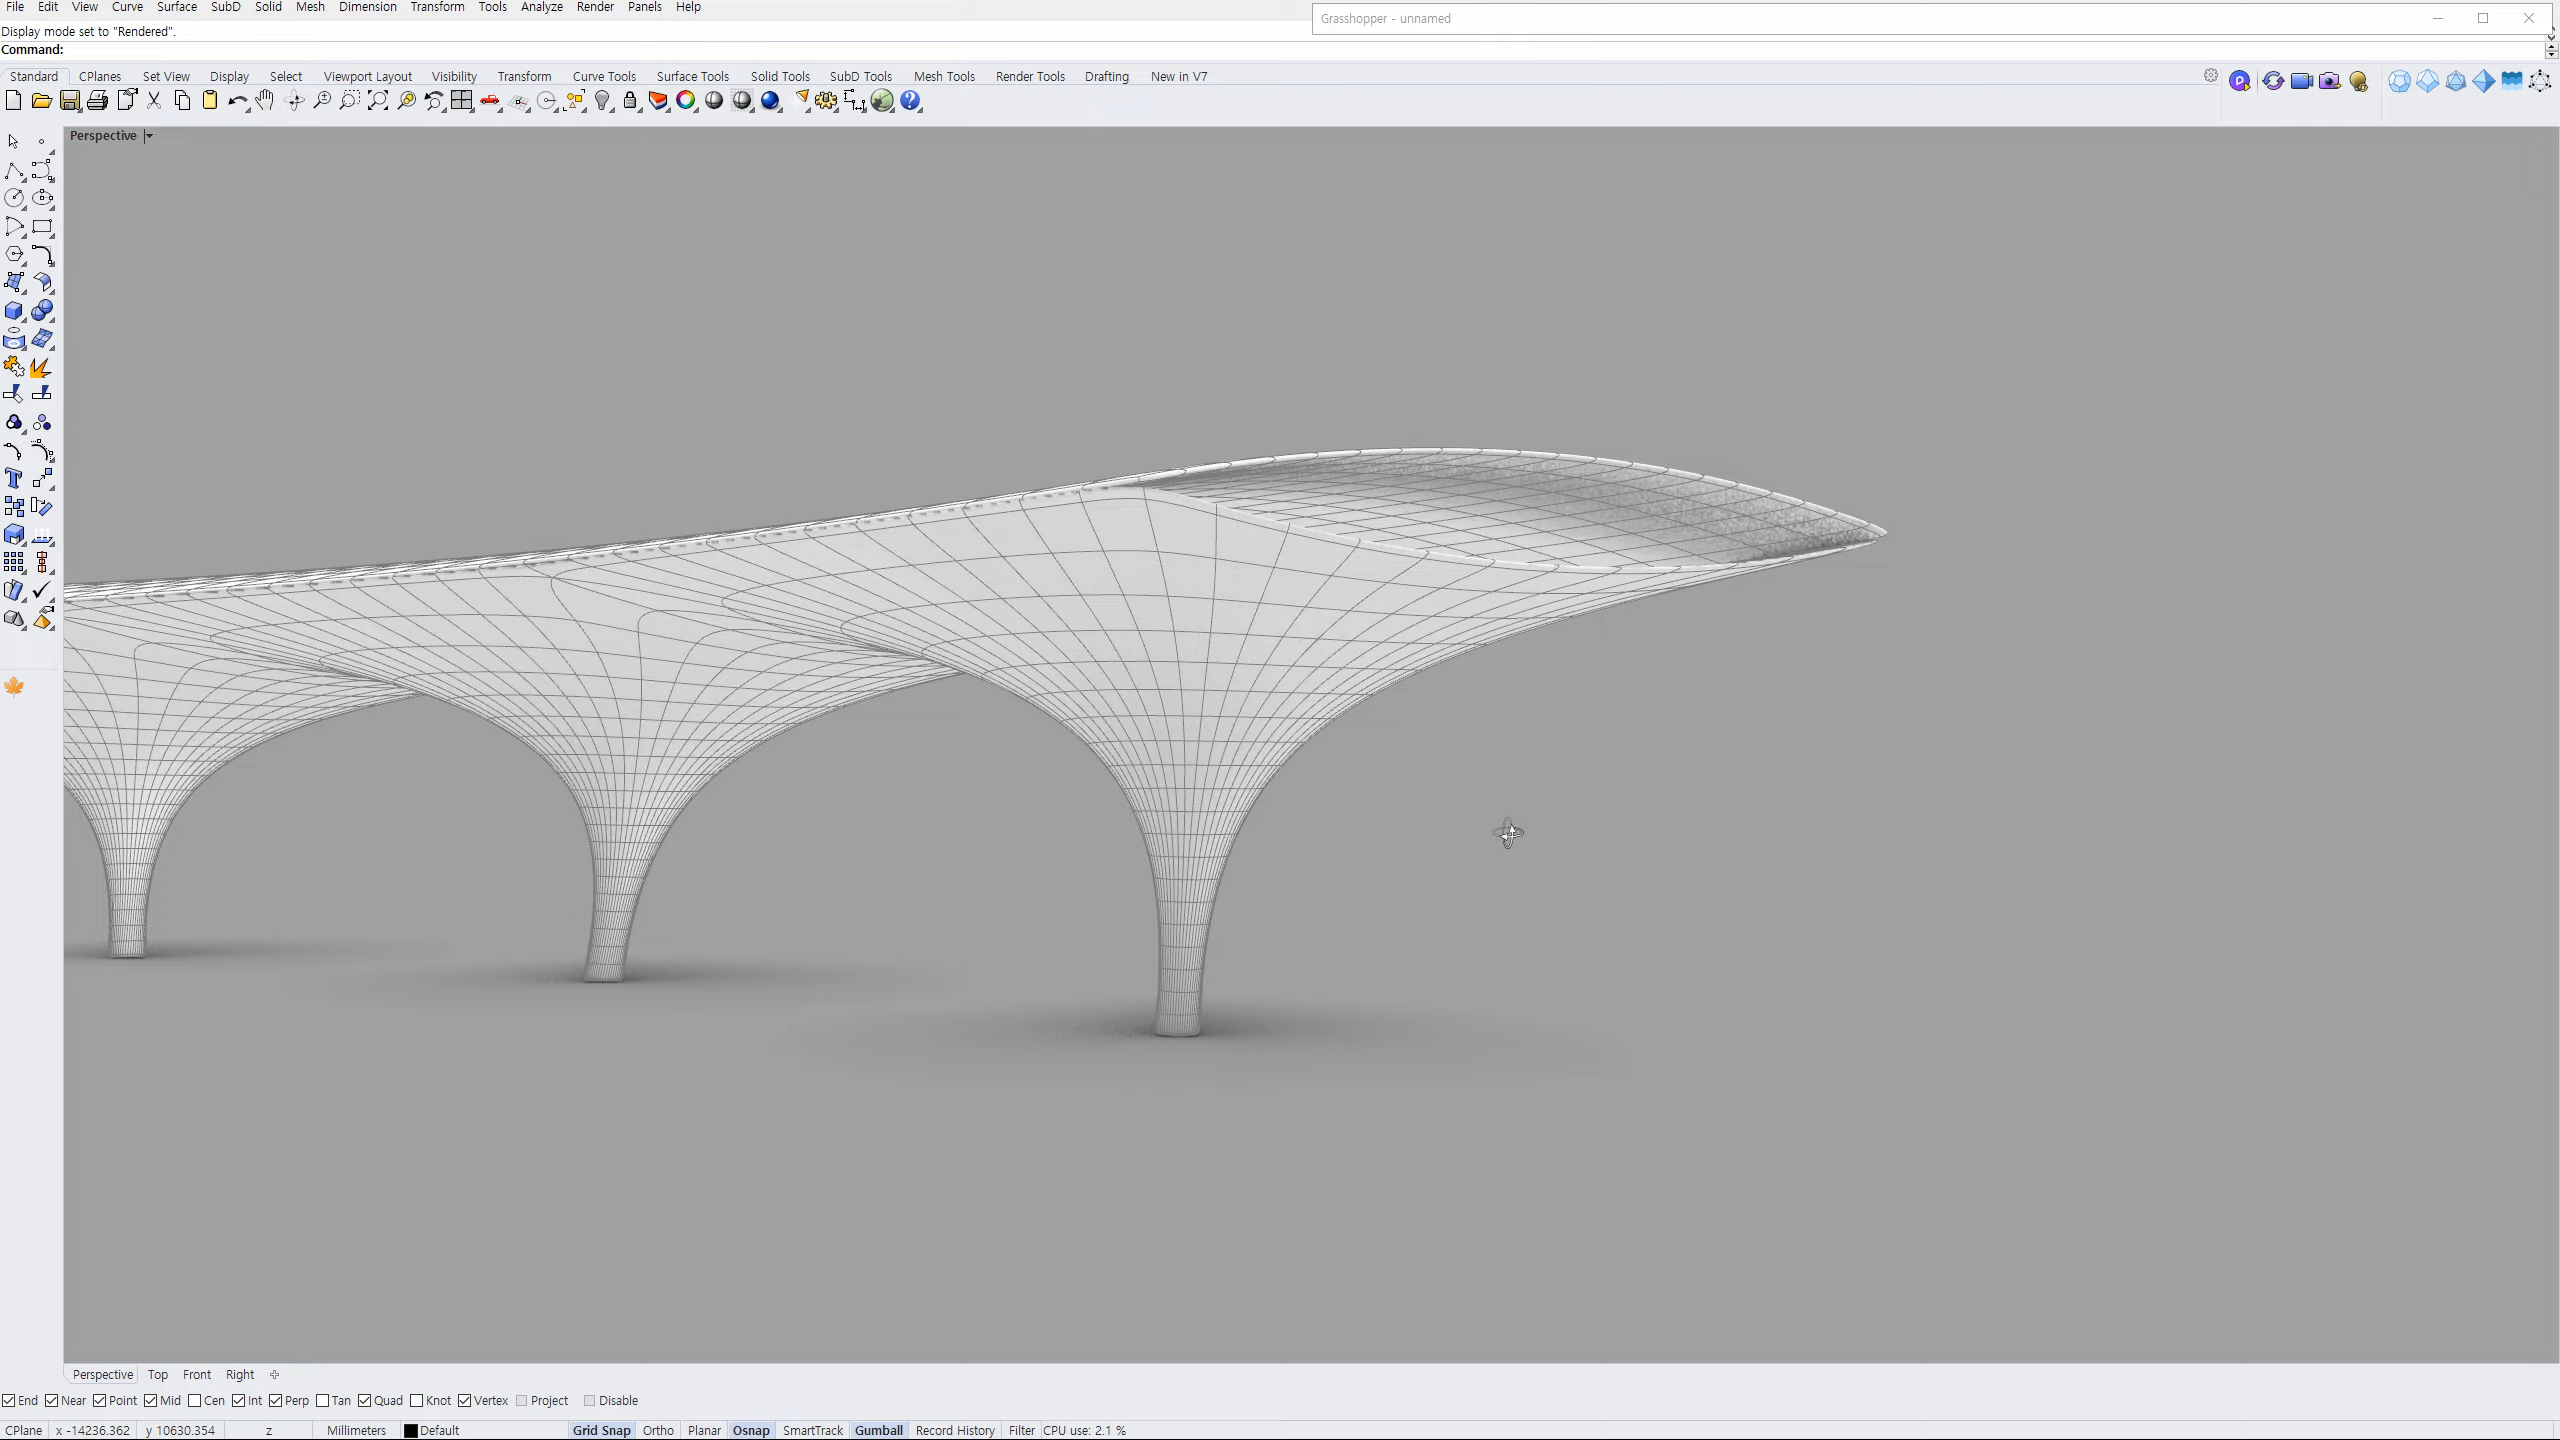 File Edit View Curve Surface SubD Solid Mesh Dimension Transform Tools Analyze Render Panels Help
Grasshopper - unnamed
Display mode set to "Rendered".
Command:
Standard CPlanes Set View Display Select Viewport Layout Visibility Transform Curve Tools Surface Tools Solid Tools SubD Tools Mesh Tools Render Tools Drafting New in V7
Perspective
Perspective Top Front Right
End Near Point Mid Cen Int Perp Tan Quad Knot Vertex Project Disable
CPlane x -14236.362 y 10630.354 z Millimeters Default Grid Snap Ortho Planar Osnap SmartTrack Gumball Record History Filter CPU use: 2.1 %